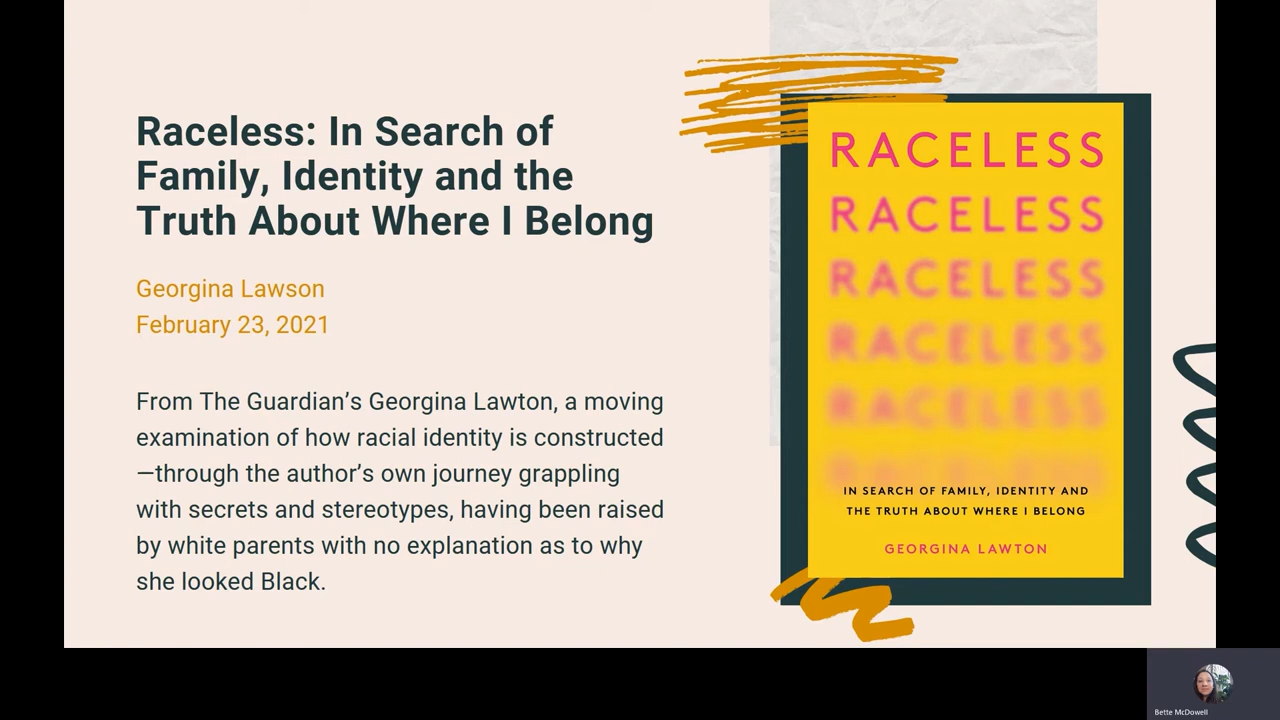 Raceless: In Search of
Family, Identity and the
Truth About Where I Belong
Georgina Lawson
February 23, 2021
From The Guardian’s Georgina Lawton, a moving
examination of how racial identity is constructed
—through the author’s own journey grappling
with secrets and stereotypes, having been raised
by white parents with no explanation as to why
she looked Black.
RACELESS
RACELESS
RACELESS
RACELESS
RACELESS
RACELESS
IN SEARCH OF FAMILY, IDENTITY AND
THE TRUTH ABOUT WHERE I BELONG
GEORGINA LAWTON
Bette McDowell